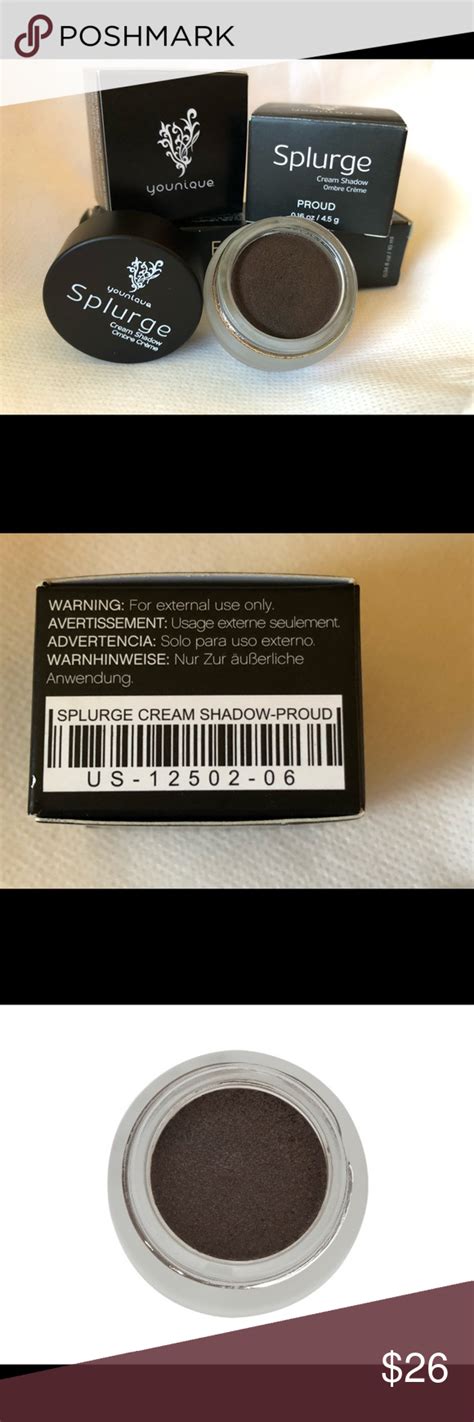 POSHMARK
younique
Splurge
Cream Shadow
Ombre Crème
PROUD
0.16 oz / 4.5 g
younique
Splurge
Cream Shadow
Ombre Crème
WARNING: For external use only.
AVERTISSEMENT: Usage externe seulement.
ADVERTENCIA: Solo para uso externo.
WARNHINWEISE: Nur Zur äußerliche
Anwendung.
SPLURGE CREAM SHADOW-PROUD
US-12502-06
$26